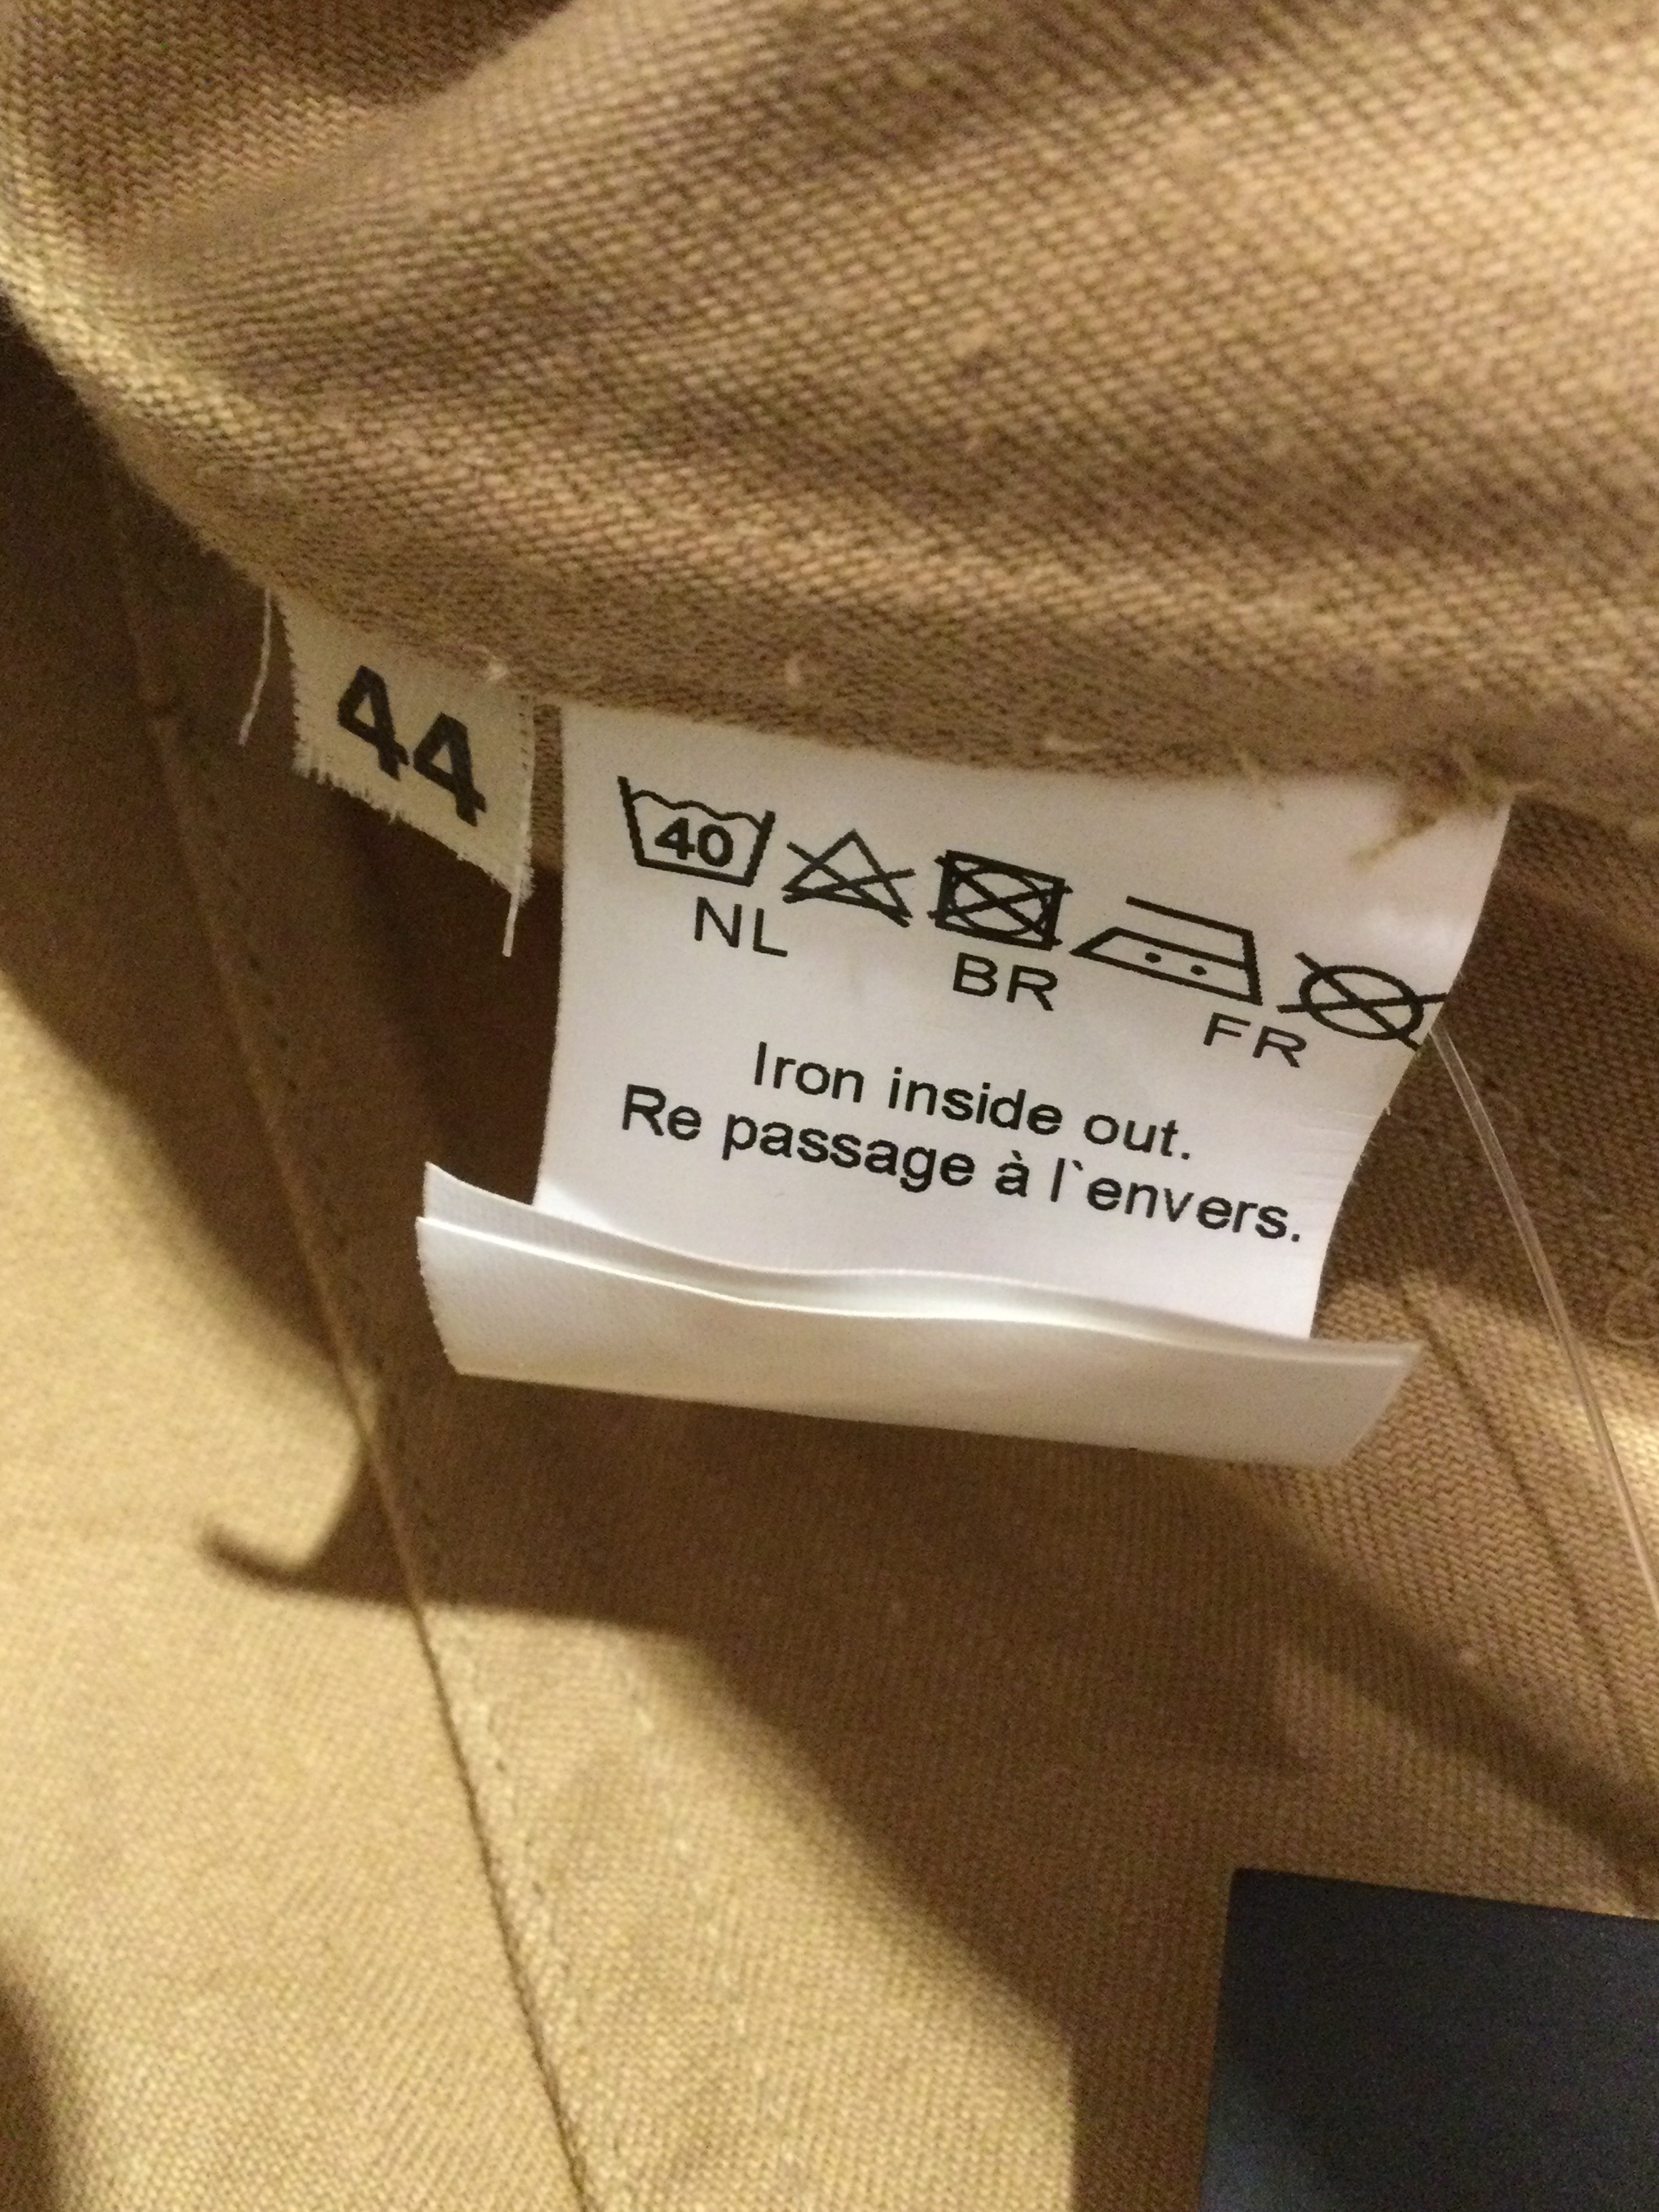 44
40
NL BR FR
Iron inside out.
Re passage à l`envers.